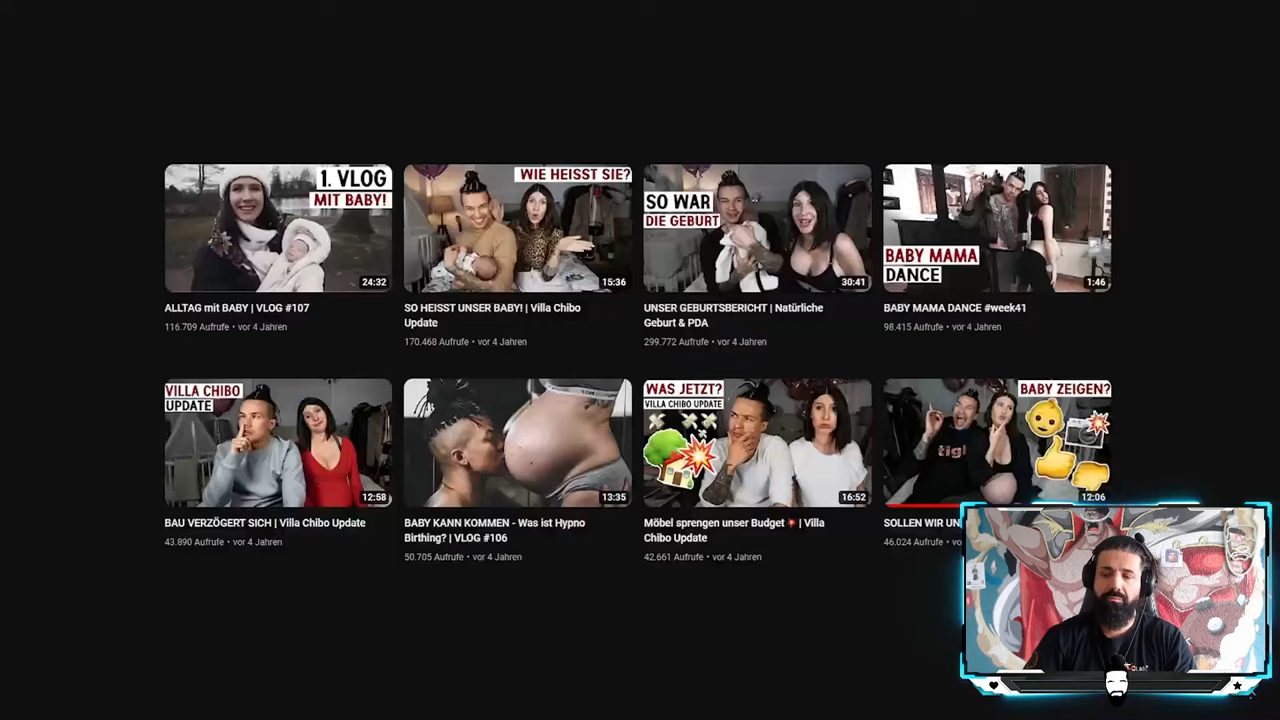 1. VLOG
MIT BABY!
24:32
ALLTAG mit BABY | VLOG #107
116.709 Aufrufe • vor 4 Jahren
WIE HEISST SIE?
15:36
SO HEISST UNSER BABY! | Villa Chibo
Update
170.468 Aufrufe • vor 4 Jahren
SO WAR
DIE GEBURT
30:41
UNSER GEBURTSBERICHT | Natürliche
Geburt & PDA
299.772 Aufrufe • vor 4 Jahren
BABY MAMA
DANCE
1:46
BABY MAMA DANCE #week41
98.415 Aufrufe • vor 4 Jahren
VILLA CHIBO
UPDATE
12:58
BAU VERZÖGERT SICH | Villa Chibo Update
43.890 Aufrufe • vor 4 Jahren
13:35
BABY KANN KOMMEN - Was ist Hypno
Birthing? | VLOG #106
50.705 Aufrufe • vor 4 Jahren
WAS JETZT?
VILLA CHIBO UPDATE
16:52
Möbel sprengen unser Budget💥 | Villa
Chibo Update
42.661 Aufrufe • vor 4 Jahren
BABY ZEIGEN?
tigl
12:06
SOLLEN WIR UN
46.024 Aufrufe • vo